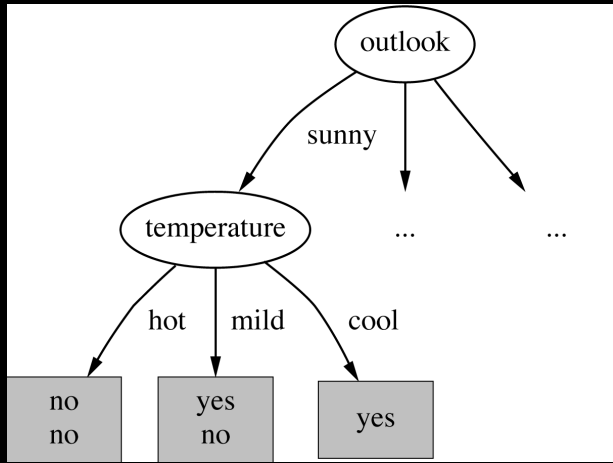 outlook
sunny
temperature
...
...
hot
mild
cool
no
no
yes
no
yes